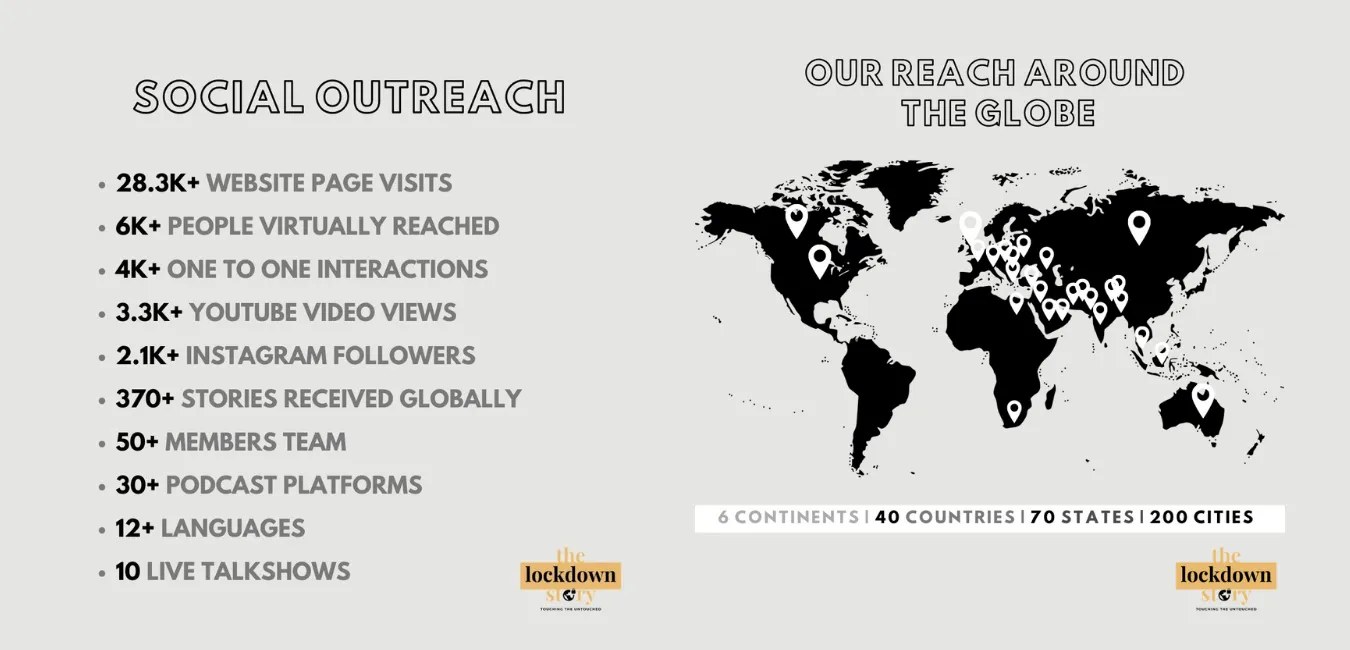 SOCIAL OUTREACH
28.3K+ WEBSITE PAGE VISITS
6K+ PEOPLE VIRTUALLY REACHED
4K+ ONE TO ONE INTERACTIONS
3.3K+ YOUTUBE VIDEO VIEWS
2.1K+ INSTAGRAM FOLLOWERS
370+ STORIES RECEIVED GLOBALLY
50+ MEMBERS TEAM
30+ PODCAST PLATFORMS
12+ LANGUAGES
10 LIVE TALKSHOWS
the
lockdown
story
TOUCHING THE UNTOUCHED
OUR REACH AROUND
THE GLOBE
6 CONTINENTS | 40 COUNTRIES | 70 STATES | 200 CITIES
the
lockdown
story
TOUCHING THE UNTOUCHED